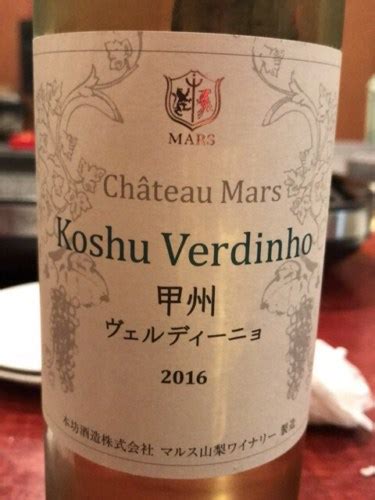 MARS
Château Mars
Koshu Verdinho
甲州
ヴェルディーニョ
2016
本坊酒造株式会社 マルス山梨ワイナリー 製造